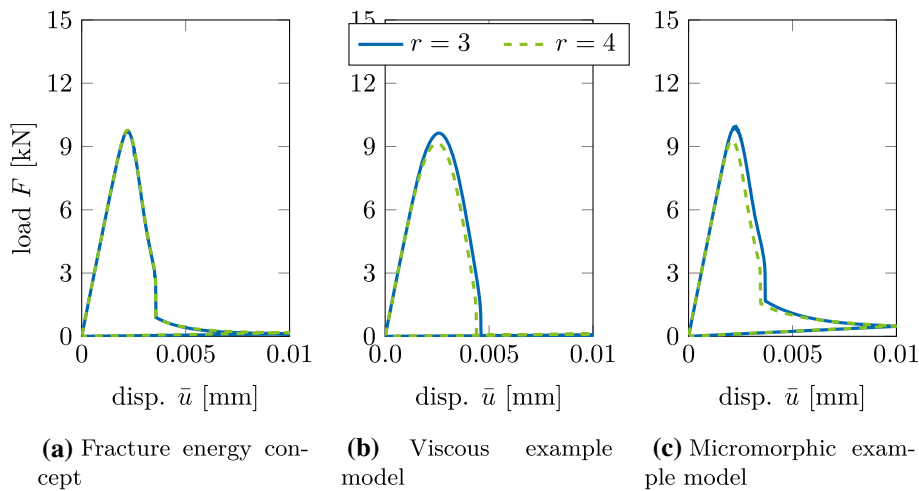 15
12
9
6
3
0
load F [kN]
0
0.005
0.01
disp. ū [mm]
(a) Fracture energy con-
cept
15
12
9
6
3
0
r = 3
r = 4
0
0.005
0.01
disp. ū [mm]
(b) Viscous example
model
15
12
9
6
3
0
0
0.005
0.01
disp. ū [mm]
(c) Micromorphic exam-
ple model